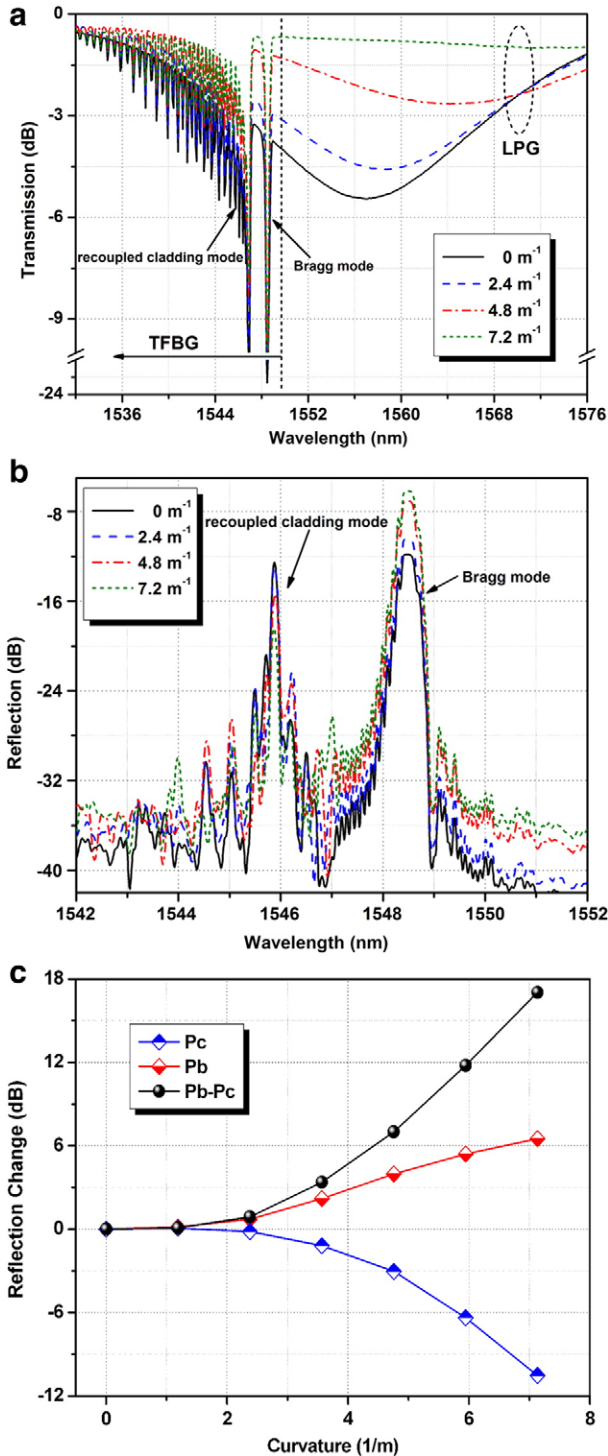 a
0
-3
-6
-9
-24
Transmission (dB)
recoupled cladding mode
Bragg mode
LPG
TFBG
0 m-1
2.4 m-1
4.8 m-1
7.2 m-1
1536 1544 1552 1560 1568 1576
Wavelength (nm)
b
-8
-16
-24
-32
-40
Reflection (dB)
0 m-1
2.4 m-1
4.8 m-1
7.2 m-1
recoupled cladding mode
Bragg mode
1542 1544 1546 1548 1550 1552
Wavelength (nm)
c
18
12
6
0
-6
-12
Reflection Change (dB)
Pc
Pb
Pb-Pc
0 2 4 6 8
Curvature (1/m)